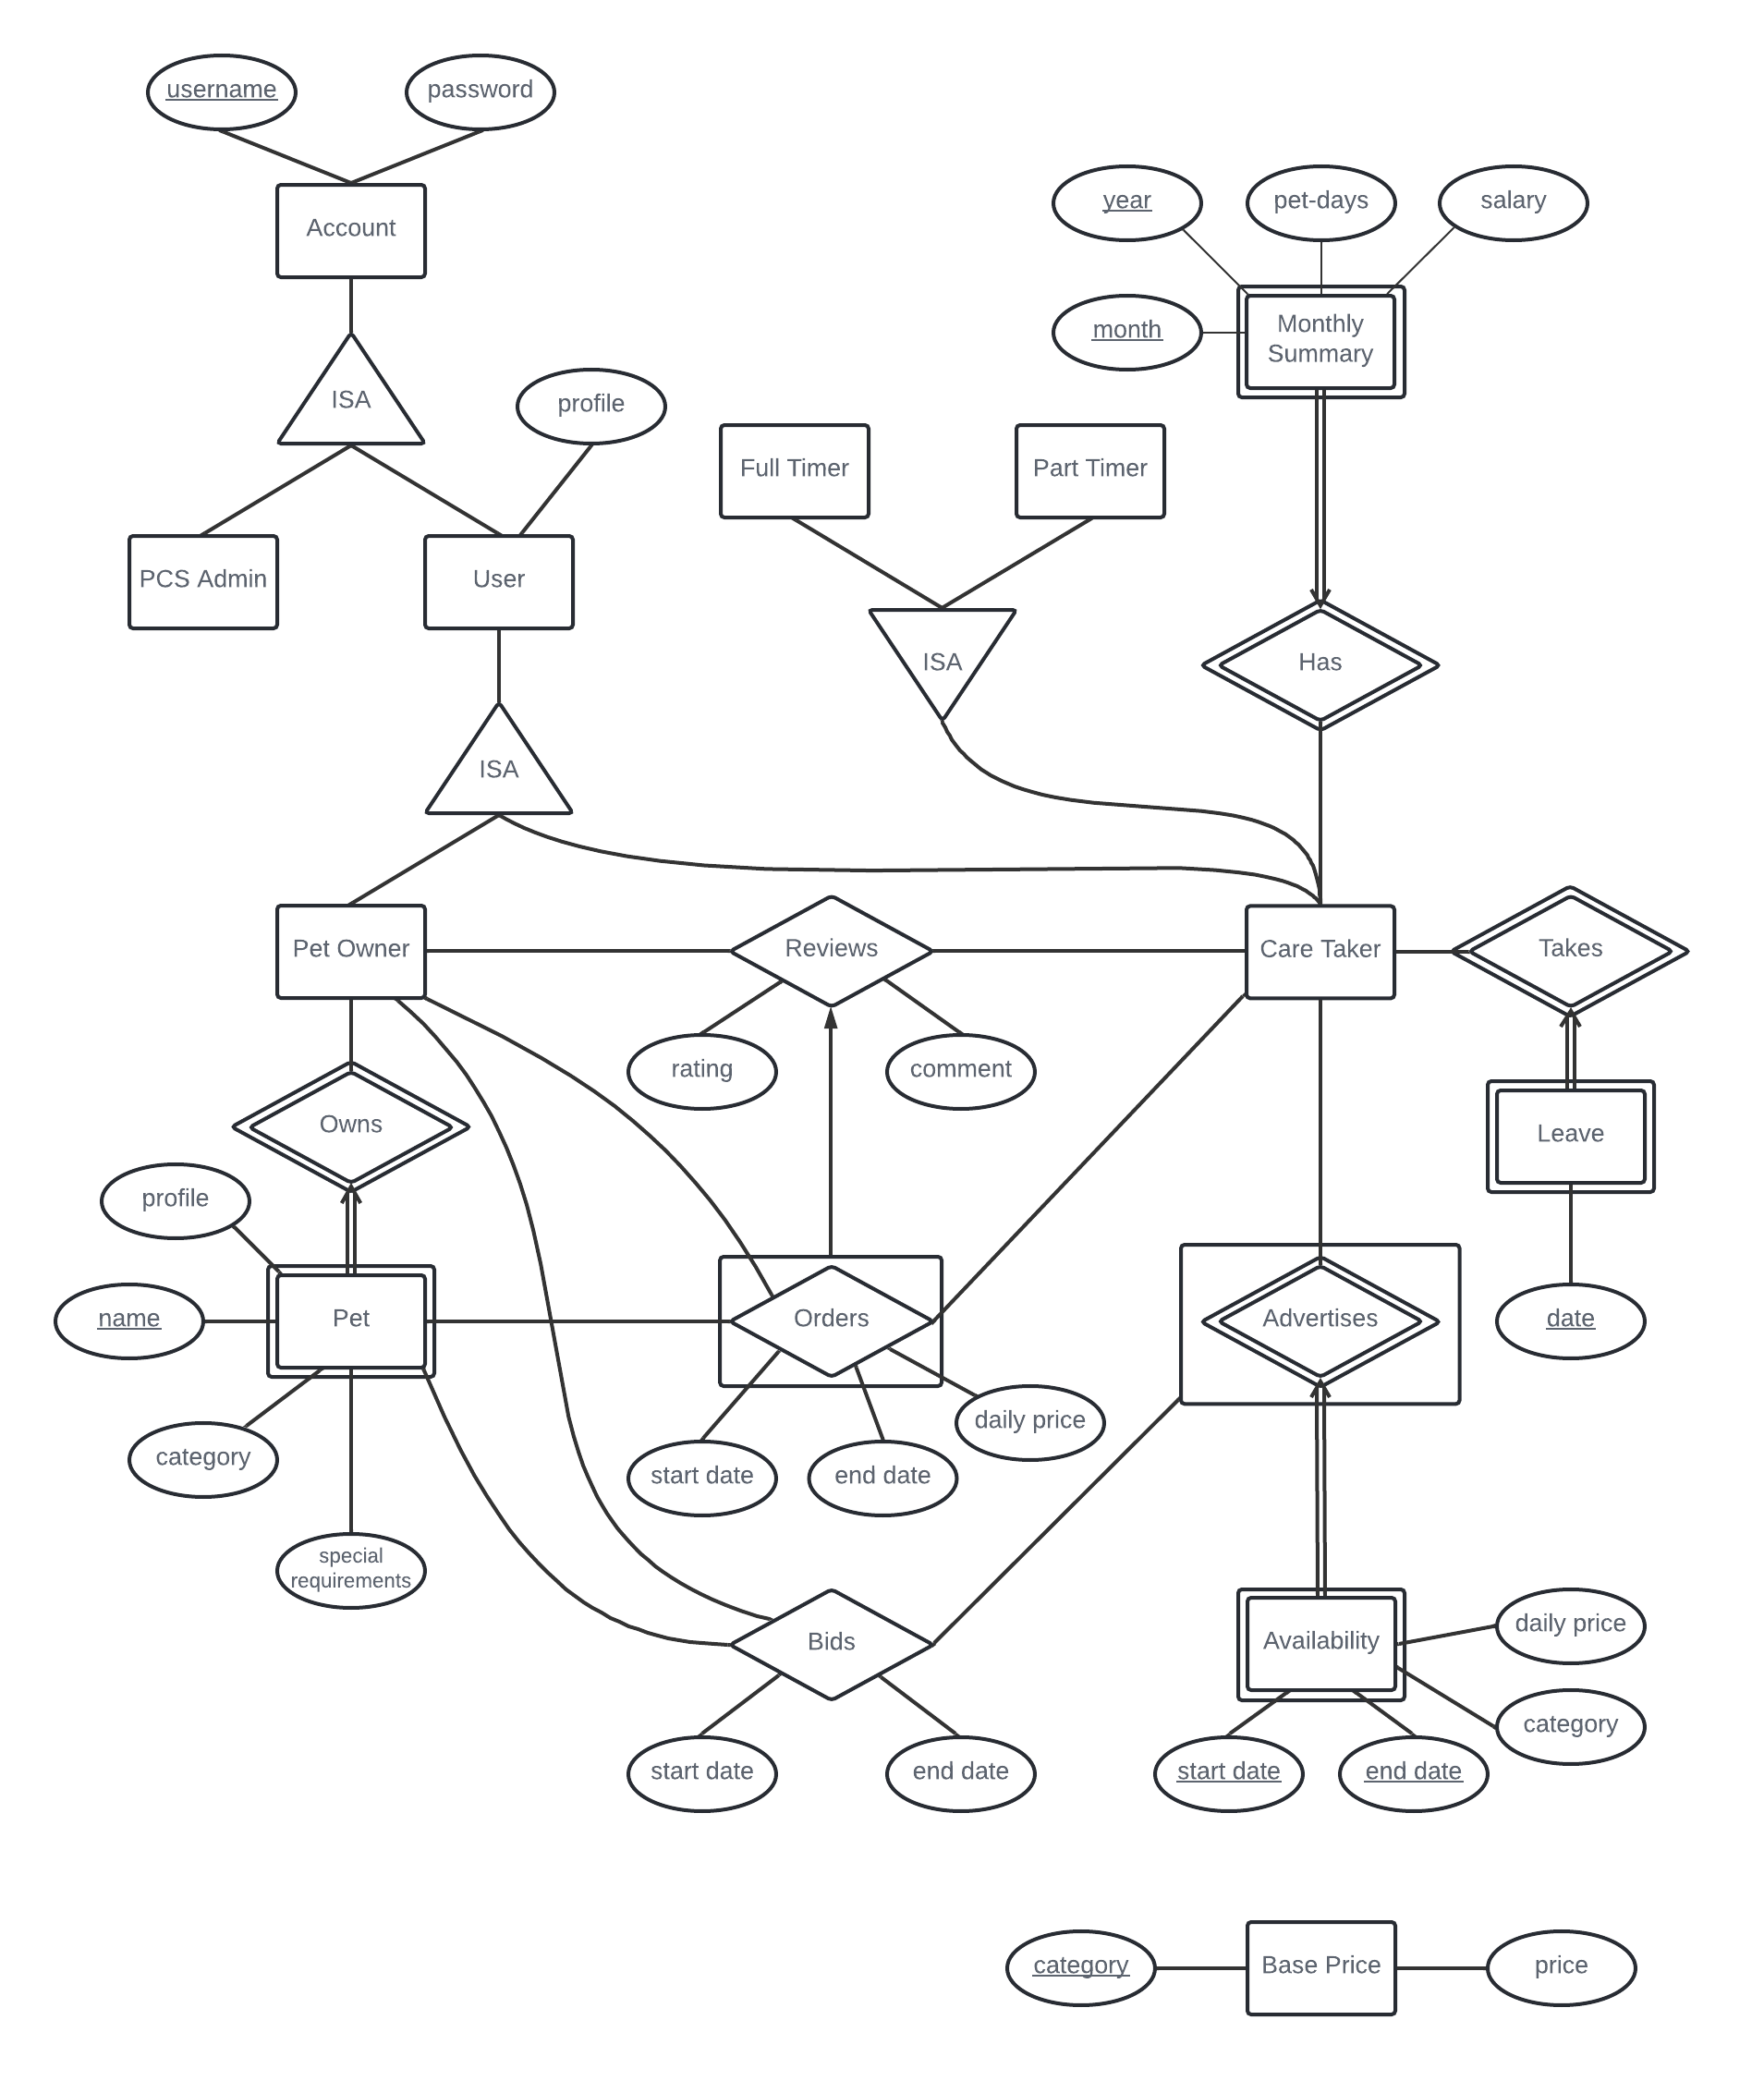 username
password
year
pet-days
salary
Account
month
Monthly
Summary
ISA
profile
Full Timer
Part Timer
PCS Admin
User
ISA
Has
ISA
Pet Owner
Reviews
Care Taker
Takes
rating
comment
Owns
Leave
profile
name
Pet
Orders
Advertises
date
daily price
category
start date
end date
special
requirements
Bids
Availability
daily price
category
start date
end date
start date
end date
category
Base Price
price